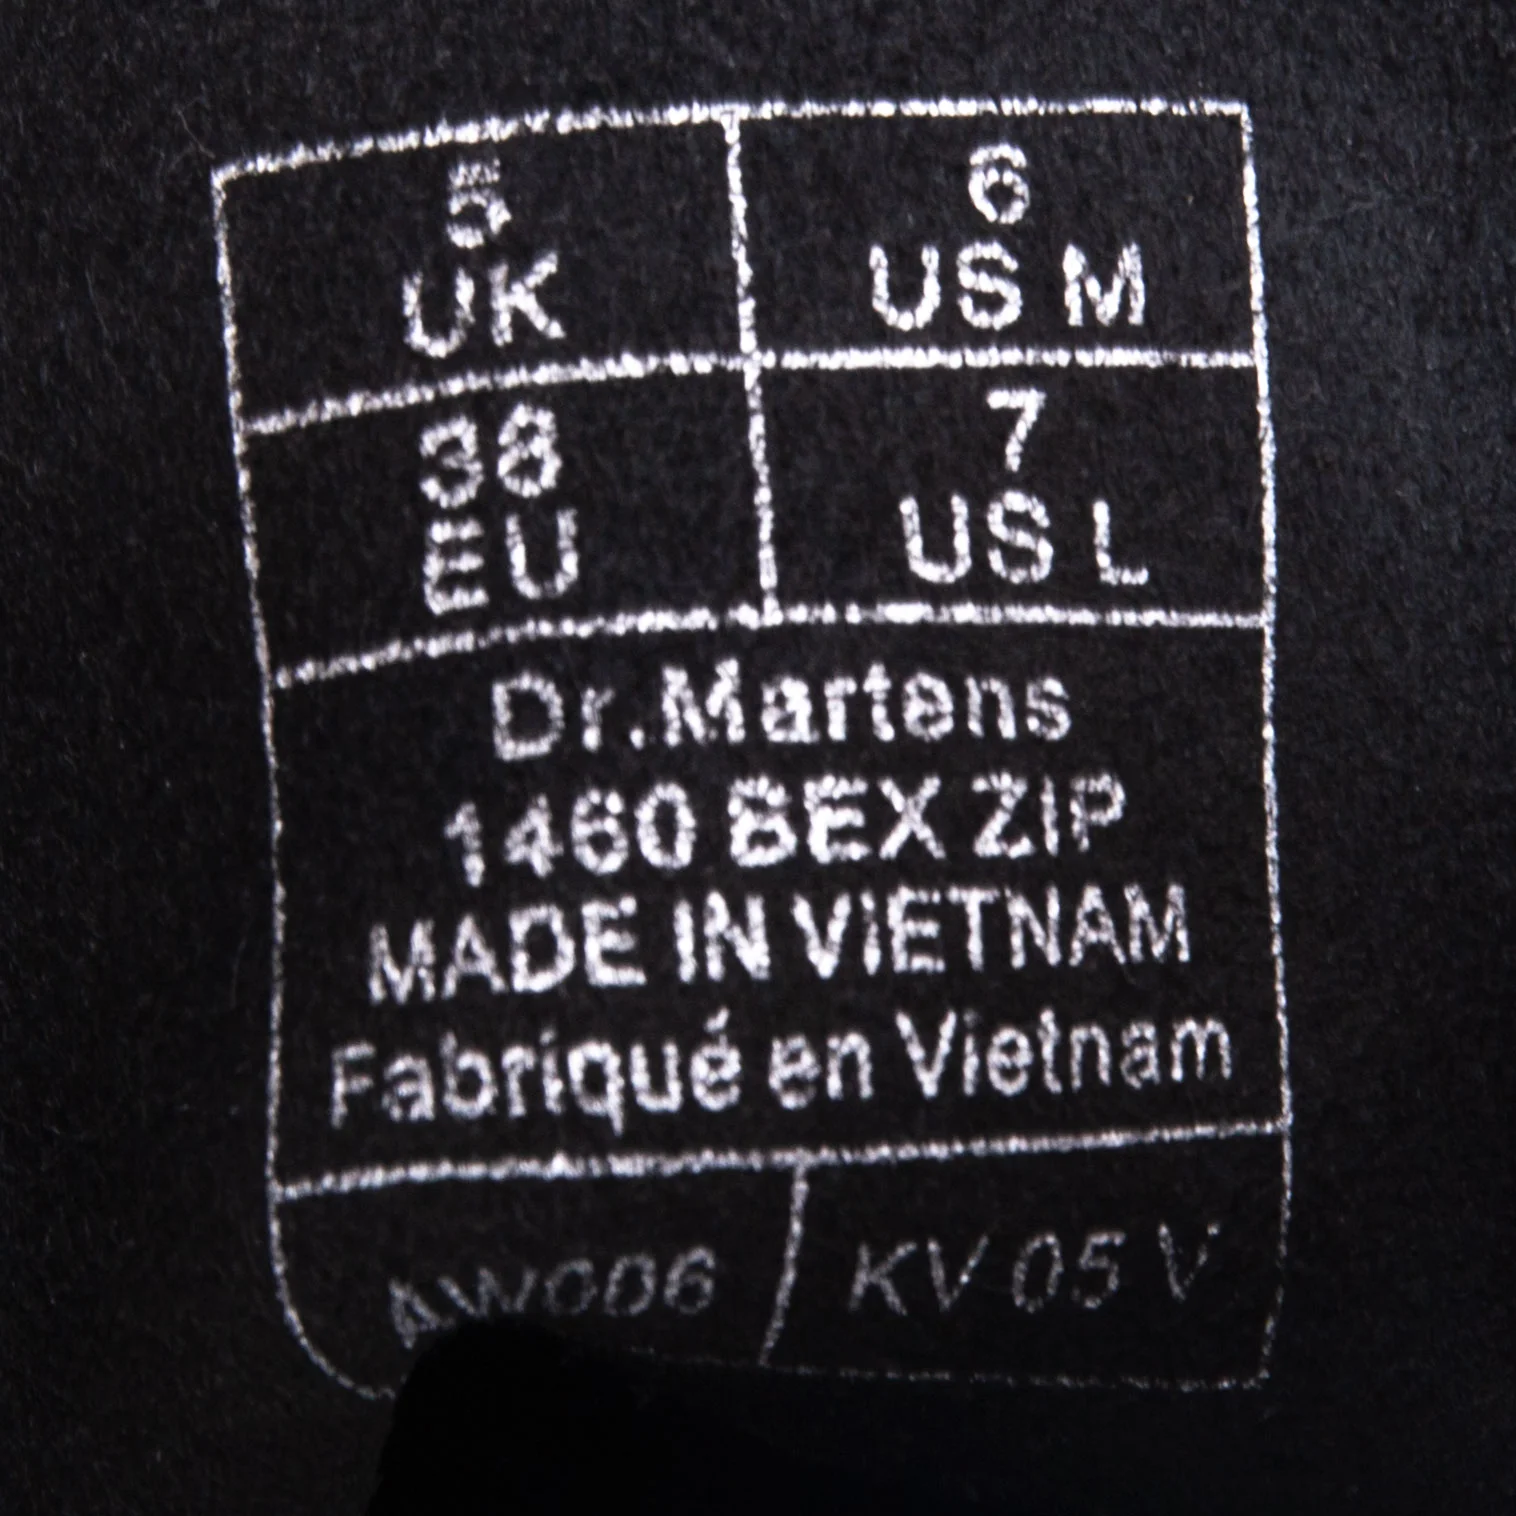 5
UK
6
US M
38
EU
7
US L
Dr.Martens
1460 BEX ZIP
MADE IN VIETNAM
Fabriqué en Vietnam
AW006
KV 05 V